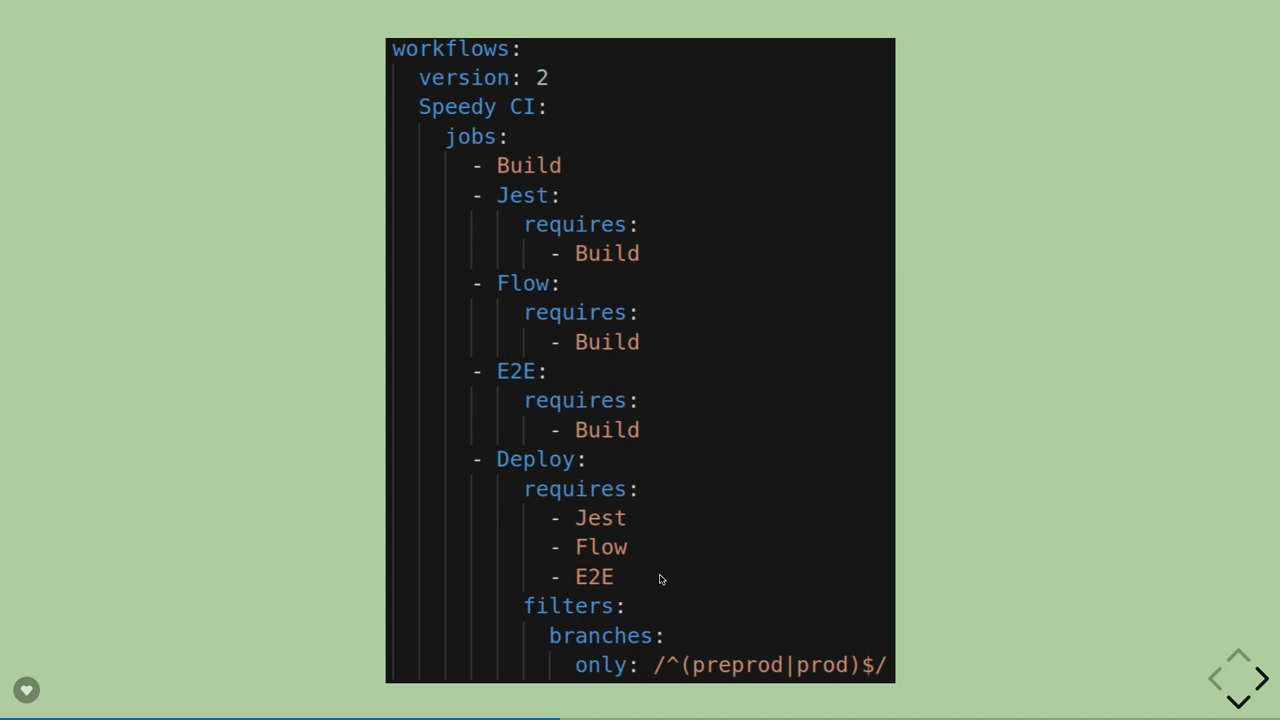 workflows:
  version: 2
  Speedy CI:
    jobs:
      - Build
      - Jest:
          requires:
            - Build
      - Flow:
          requires:
            - Build
      - E2E:
          requires:
            - Build
      - Deploy:
          requires:
            - Jest
            - Flow
            - E2E
          filters:
            branches:
              only: /^(preprod|prod)$/